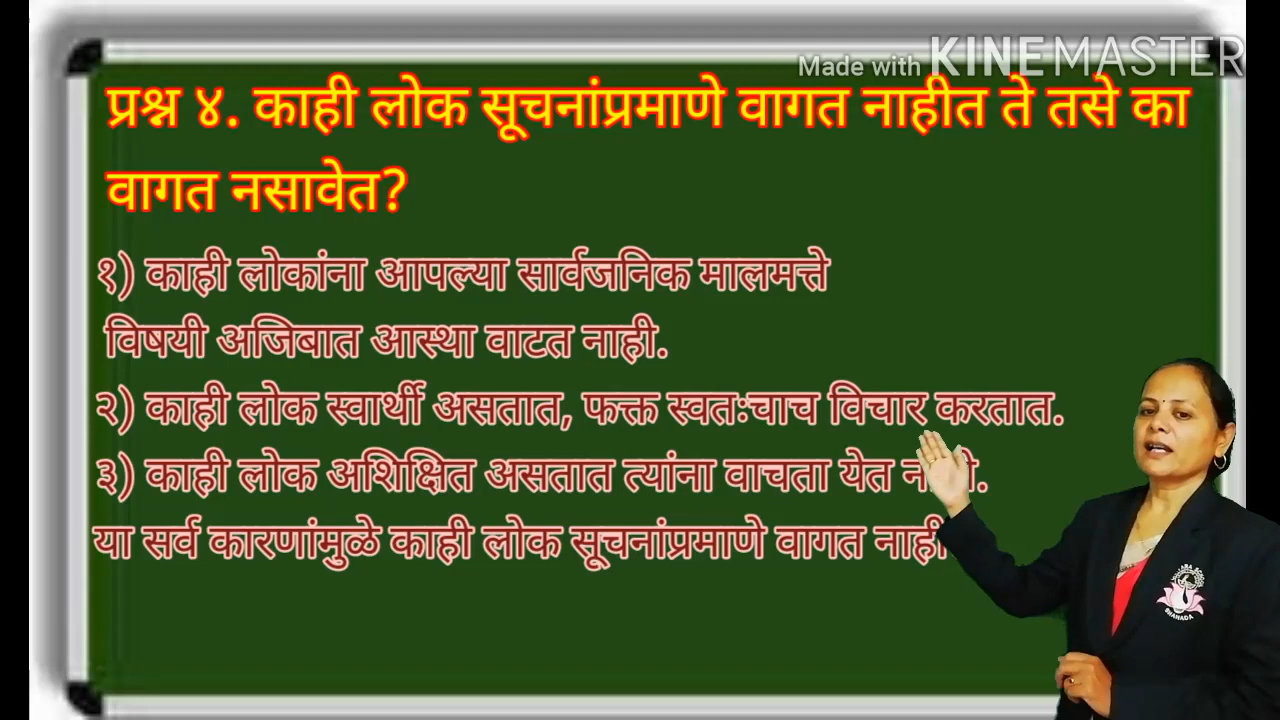 Made with KINEMASTER
प्रश्न ४. काही लोक सूचनांप्रमाणे वागत नाहीत ते तसे का
वागत नसावेत?
१) काही लोकांना आपल्या सार्वजनिक मालमत्ते
विषयी अजिबात आस्था वाटत नाही.
२) काही लोक स्वार्थी असतात, फक्त स्वतःचाच विचार करतात.
३) काही लोक अशिक्षित असतात त्यांना वाचता येत
या सर्व कारणांमुळे काही लोक सूचनांप्रमाणे वागत नाही